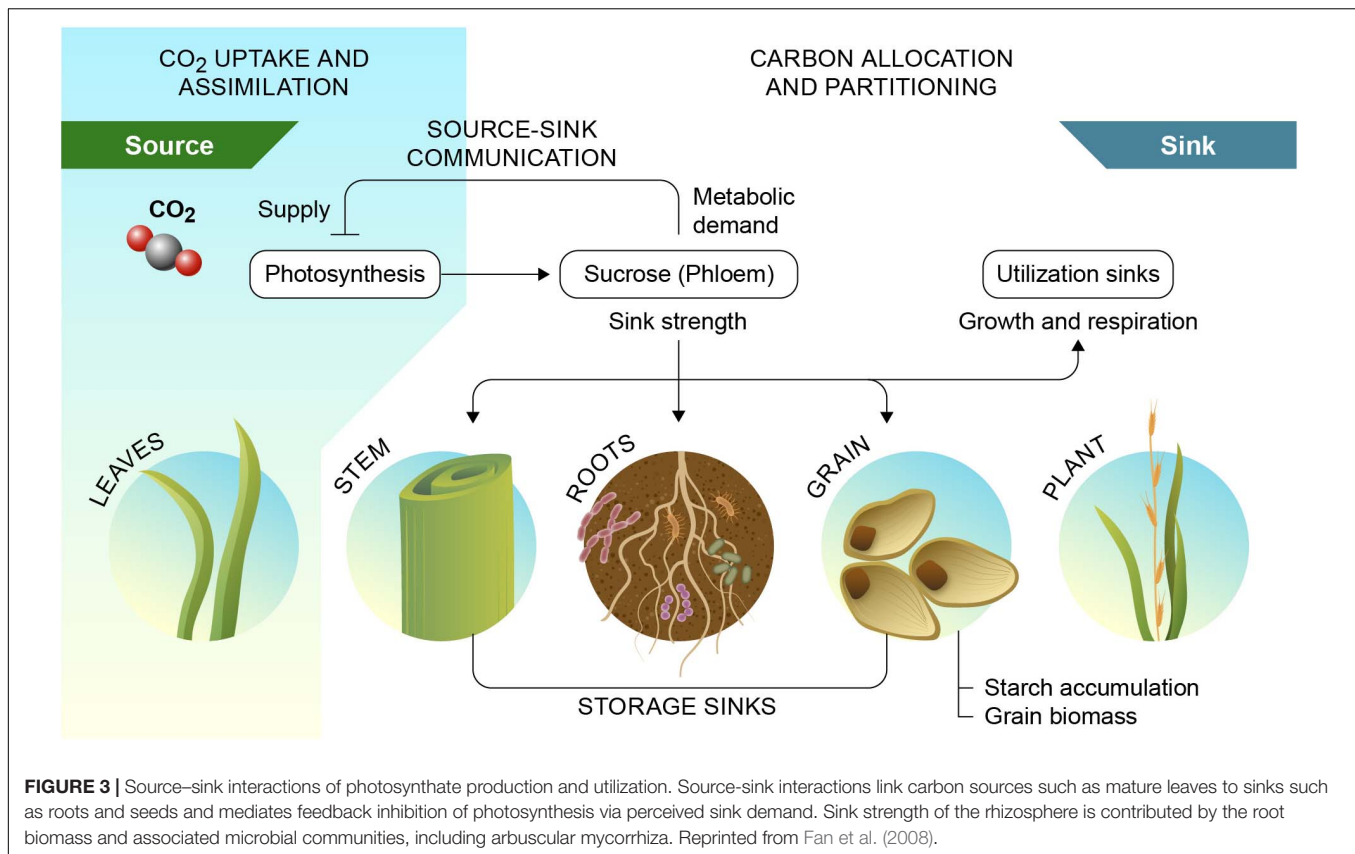 CO2 UPTAKE AND
ASSIMILATION
CARBON ALLOCATION
AND PARTITIONING
Source
SOURCE-SINK
COMMUNICATION
Sink
CO2
Supply
Metabolic
demand
Photosynthesis
Sucrose (Phloem)
Utilization sinks
Sink strength
Growth and respiration
LEAVES
STEM
ROOTS
GRAIN
PLANT
STORAGE SINKS
Starch accumulation
Grain biomass
FIGURE 3 | Source–sink interactions of photosynthate production and utilization. Source-sink interactions link carbon sources such as mature leaves to sinks such
as roots and seeds and mediates feedback inhibition of photosynthesis via perceived sink demand. Sink strength of the rhizosphere is contributed by the root
biomass and associated microbial communities, including arbuscular mycorrhiza. Reprinted from Fan et al. (2008).